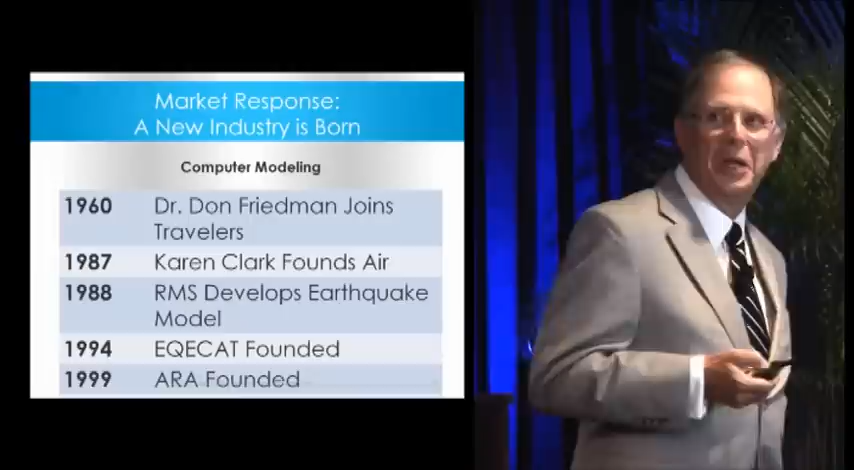 Market Response:
A New Industry is Born
Computer Modeling
1960 Dr. Don Friedman Joins
Travelers
1987 Karen Clark Founds Air
1988 RMS Develops Earthquake
Model
1994 EQECAT Founded
1999 ARA Founded